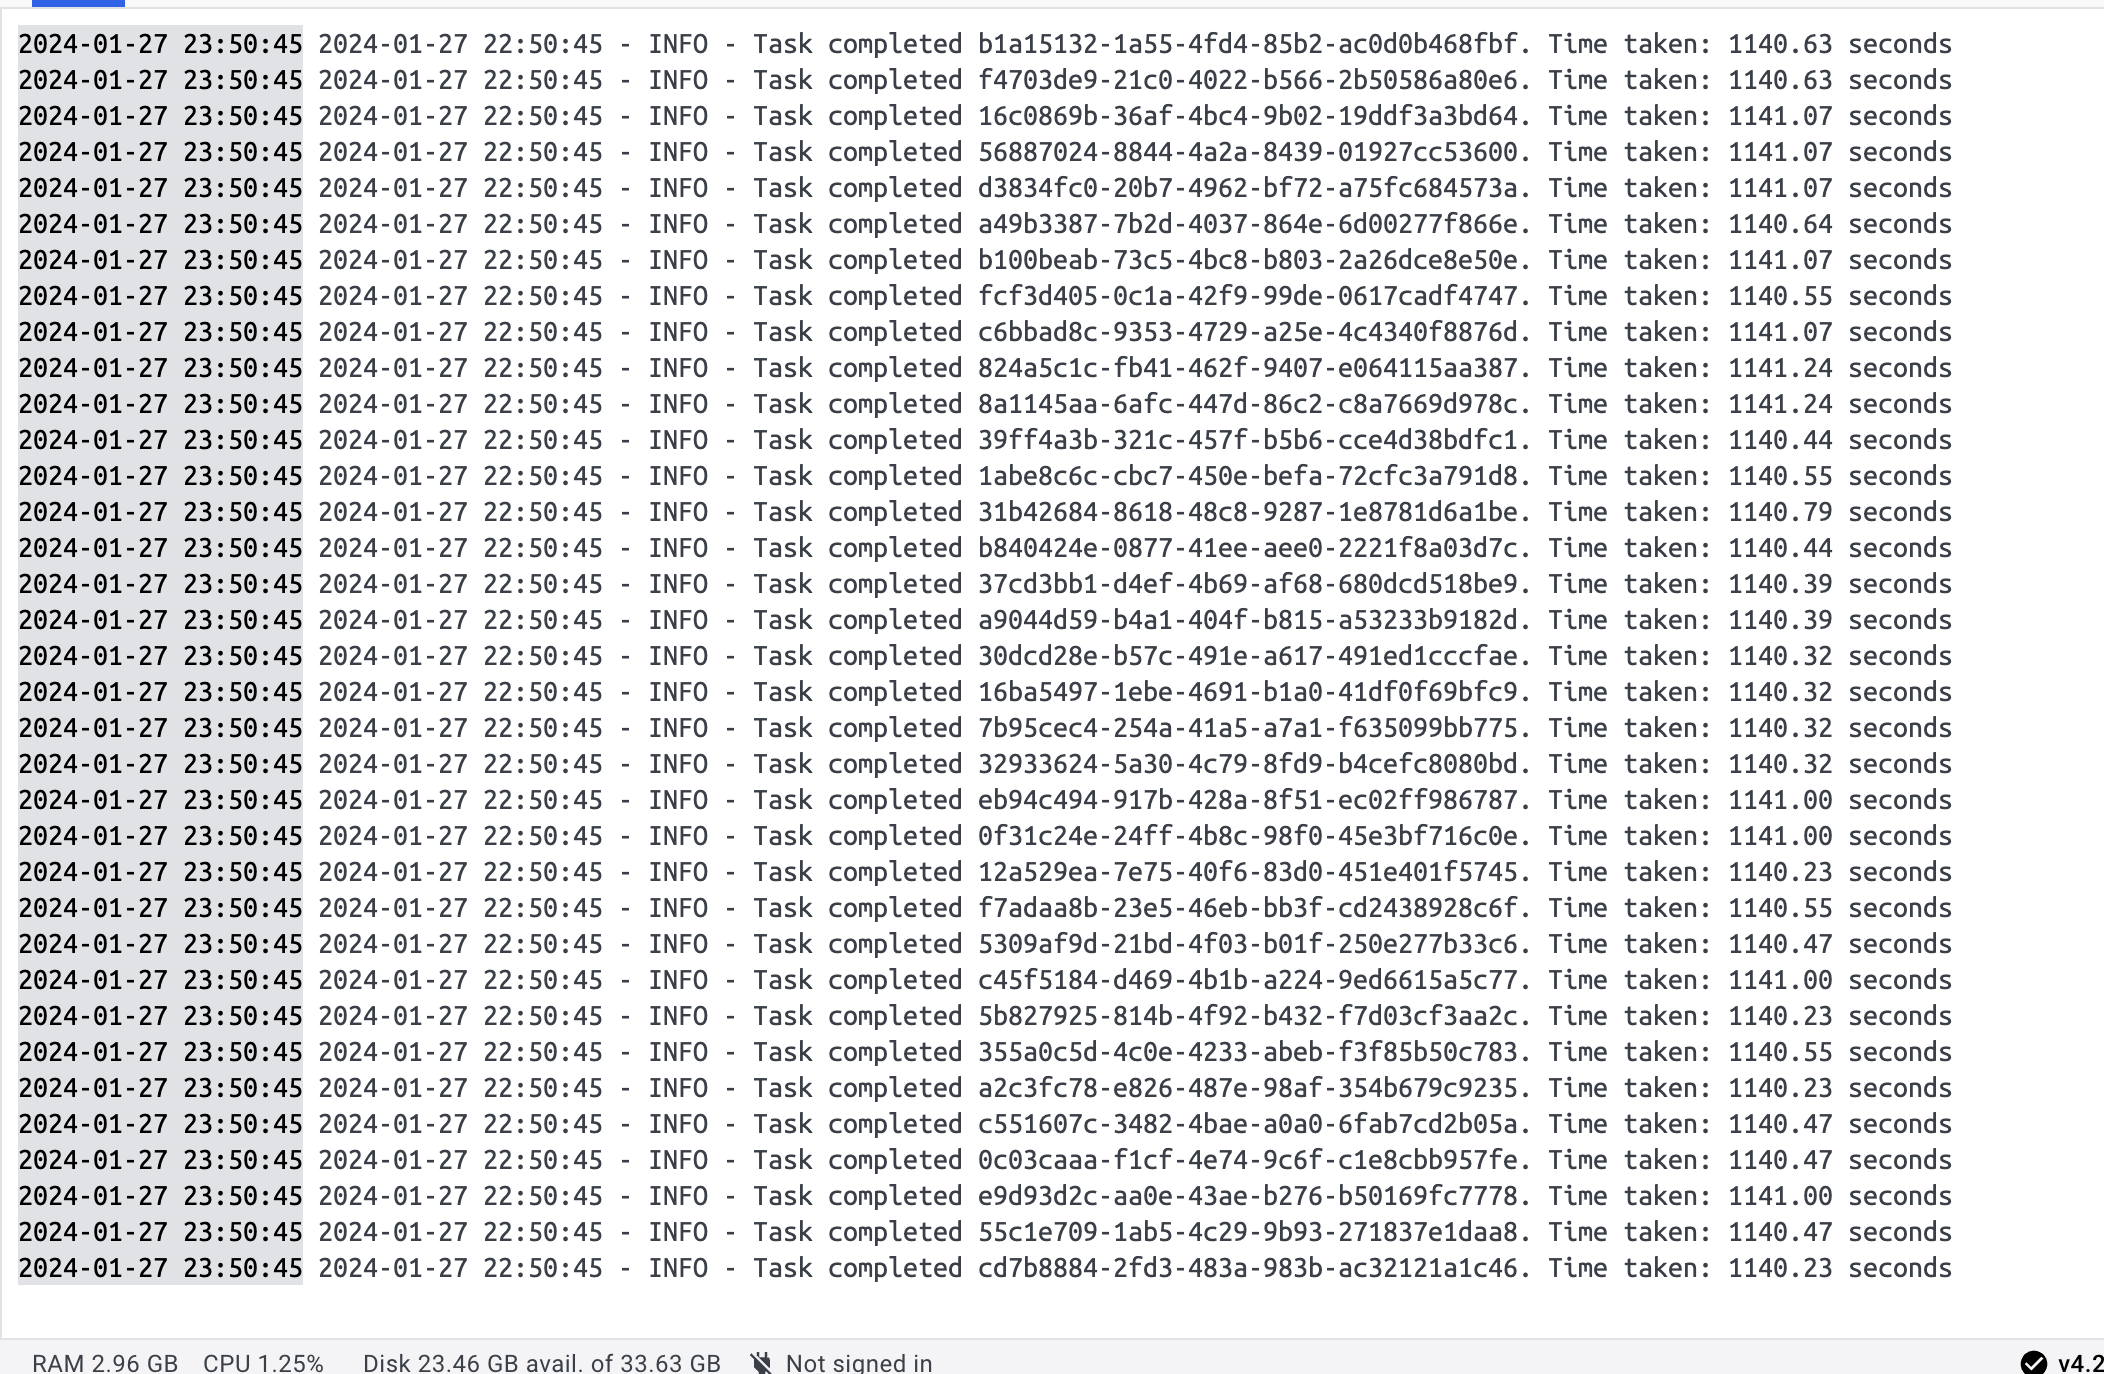 2024-01-27 23:50:45 2024-01-27 22:50:45 - INFO - Task completed b1a15132-1a55-4fd4-85b2-ac0d0b468fbf. Time taken: 1140.63 seconds
2024-01-27 23:50:45 2024-01-27 22:50:45 - INFO - Task completed f4703de9-21c0-4022-b566-2b50586a80e6. Time taken: 1140.63 seconds
2024-01-27 23:50:45 2024-01-27 22:50:45 - INFO - Task completed 16c0869b-36af-4bc4-9b02-19ddf3a3bd64. Time taken: 1141.07 seconds
2024-01-27 23:50:45 2024-01-27 22:50:45 - INFO - Task completed 56887024-8844-4a2a-8439-01927cc53600. Time taken: 1141.07 seconds
2024-01-27 23:50:45 2024-01-27 22:50:45 - INFO - Task completed d3834fc0-20b7-4962-bf72-a75fc684573a. Time taken: 1141.07 seconds
2024-01-27 23:50:45 2024-01-27 22:50:45 - INFO - Task completed a49b3387-7b2d-4037-864e-6d00277f866e. Time taken: 1140.64 seconds
2024-01-27 23:50:45 2024-01-27 22:50:45 - INFO - Task completed b100beab-73c5-4bc8-b803-2a26dce8e50e. Time taken: 1141.07 seconds
2024-01-27 23:50:45 2024-01-27 22:50:45 - INFO - Task completed fcf3d405-0c1a-42f9-99de-0617cadf4747. Time taken: 1140.55 seconds
2024-01-27 23:50:45 2024-01-27 22:50:45 - INFO - Task completed c6bbad8c-9353-4729-a25e-4c4340f8876d. Time taken: 1141.07 seconds
2024-01-27 23:50:45 2024-01-27 22:50:45 - INFO - Task completed 824a5c1c-fb41-462f-9407-e064115aa387. Time taken: 1141.24 seconds
2024-01-27 23:50:45 2024-01-27 22:50:45 - INFO - Task completed 8a1145aa-6afc-447d-86c2-c8a7669d978c. Time taken: 1141.24 seconds
2024-01-27 23:50:45 2024-01-27 22:50:45 - INFO - Task completed 39ff4a3b-321c-457f-b5b6-cce4d38bdfc1. Time taken: 1140.44 seconds
2024-01-27 23:50:45 2024-01-27 22:50:45 - INFO - Task completed 1abe8c6c-cbc7-450e-befa-72cfc3a791d8. Time taken: 1140.55 seconds
2024-01-27 23:50:45 2024-01-27 22:50:45 - INFO - Task completed 31b42684-8618-48c8-9287-1e8781d6a1be. Time taken: 1140.79 seconds
2024-01-27 23:50:45 2024-01-27 22:50:45 - INFO - Task completed b840424e-0877-41ee-aee0-2221f8a03d7c. Time taken: 1140.44 seconds
2024-01-27 23:50:45 2024-01-27 22:50:45 - INFO - Task completed 37cd3bb1-d4ef-4b69-af68-680dcd518be9. Time taken: 1140.39 seconds
2024-01-27 23:50:45 2024-01-27 22:50:45 - INFO - Task completed a9044d59-b4a1-404f-b815-a53233b9182d. Time taken: 1140.39 seconds
2024-01-27 23:50:45 2024-01-27 22:50:45 - INFO - Task completed 30dcd28e-b57c-491e-a617-491ed1cccfae. Time taken: 1140.32 seconds
2024-01-27 23:50:45 2024-01-27 22:50:45 - INFO - Task completed 16ba5497-1ebe-4691-b1a0-41df0f69bfc9. Time taken: 1140.32 seconds
2024-01-27 23:50:45 2024-01-27 22:50:45 - INFO - Task completed 7b95cec4-254a-41a5-a7a1-f635099bb775. Time taken: 1140.32 seconds
2024-01-27 23:50:45 2024-01-27 22:50:45 - INFO - Task completed 32933624-5a30-4c79-8fd9-b4cefc8080bd. Time taken: 1140.32 seconds
2024-01-27 23:50:45 2024-01-27 22:50:45 - INFO - Task completed eb94c494-917b-428a-8f51-ec02ff986787. Time taken: 1141.00 seconds
2024-01-27 23:50:45 2024-01-27 22:50:45 - INFO - Task completed 0f31c24e-24ff-4b8c-98f0-45e3bf716c0e. Time taken: 1141.00 seconds
2024-01-27 23:50:45 2024-01-27 22:50:45 - INFO - Task completed 12a529ea-7e75-40f6-83d0-451e401f5745. Time taken: 1140.23 seconds
2024-01-27 23:50:45 2024-01-27 22:50:45 - INFO - Task completed f7adaa8b-23e5-46eb-bb3f-cd2438928c6f. Time taken: 1140.55 seconds
2024-01-27 23:50:45 2024-01-27 22:50:45 - INFO - Task completed 5309af9d-21bd-4f03-b01f-250e277b33c6. Time taken: 1140.47 seconds
2024-01-27 23:50:45 2024-01-27 22:50:45 - INFO - Task completed c45f5184-d469-4b1b-a224-9ed6615a5c77. Time taken: 1141.00 seconds
2024-01-27 23:50:45 2024-01-27 22:50:45 - INFO - Task completed 5b827925-814b-4f92-b432-f7d03cf3aa2c. Time taken: 1140.23 seconds
2024-01-27 23:50:45 2024-01-27 22:50:45 - INFO - Task completed 355a0c5d-4c0e-4233-abeb-f3f85b50c783. Time taken: 1140.55 seconds
2024-01-27 23:50:45 2024-01-27 22:50:45 - INFO - Task completed a2c3fc78-e826-487e-98af-354b679c9235. Time taken: 1140.23 seconds
2024-01-27 23:50:45 2024-01-27 22:50:45 - INFO - Task completed c551607c-3482-4bae-a0a0-6fab7cd2b05a. Time taken: 1140.47 seconds
2024-01-27 23:50:45 2024-01-27 22:50:45 - INFO - Task completed 0c03caaa-f1cf-4e74-9c6f-c1e8cbb957fe. Time taken: 1140.47 seconds
2024-01-27 23:50:45 2024-01-27 22:50:45 - INFO - Task completed e9d93d2c-aa0e-43ae-b276-b50169fc7778. Time taken: 1141.00 seconds
2024-01-27 23:50:45 2024-01-27 22:50:45 - INFO - Task completed 55c1e709-1ab5-4c29-9b93-271837e1daa8. Time taken: 1140.47 seconds
2024-01-27 23:50:45 2024-01-27 22:50:45 - INFO - Task completed cd7b8884-2fd3-483a-983b-ac32121a1c46. Time taken: 1140.23 seconds
RAM 2.96 GB CPU 1.25% Disk 23.46 GB avail. of 33.63 GB Not signed in v4.2